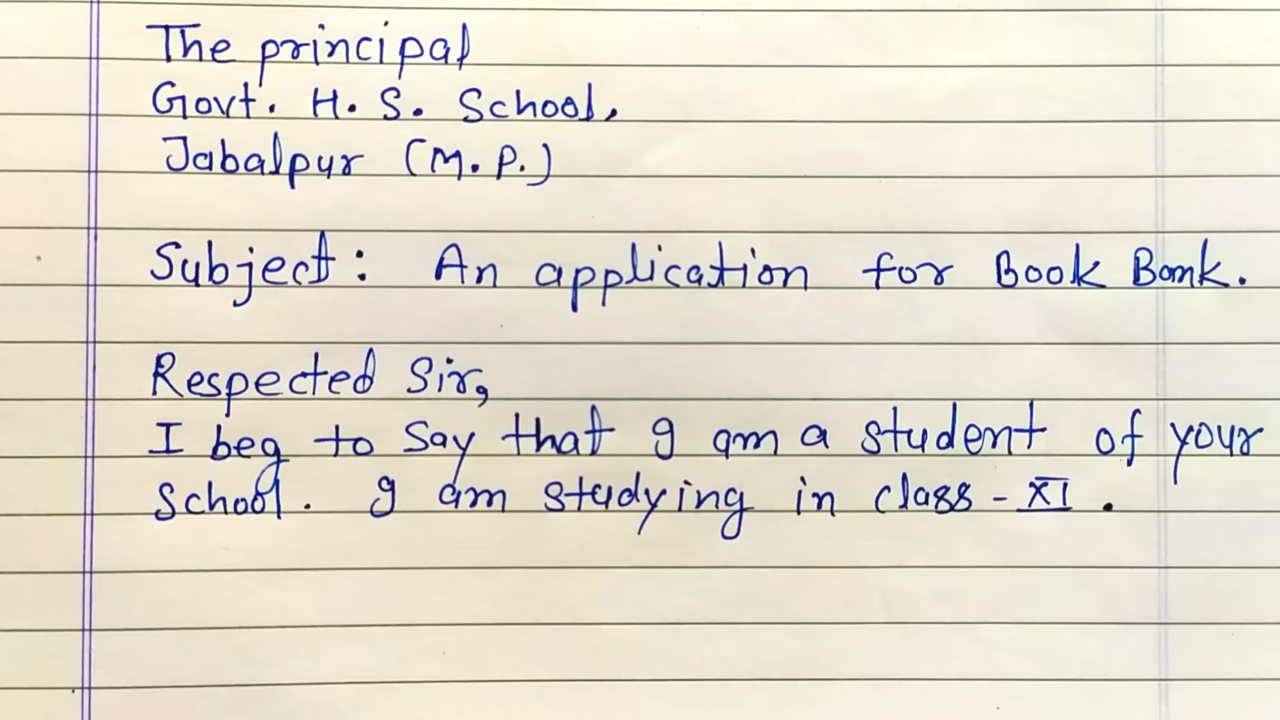 The principal
Govt. H. S. School,
Jabalpur (M.P.)
Subject: An application for Book Bank.
Respected Sir,
I beg to say that I am a student of your
school. I am studying in class - XI.